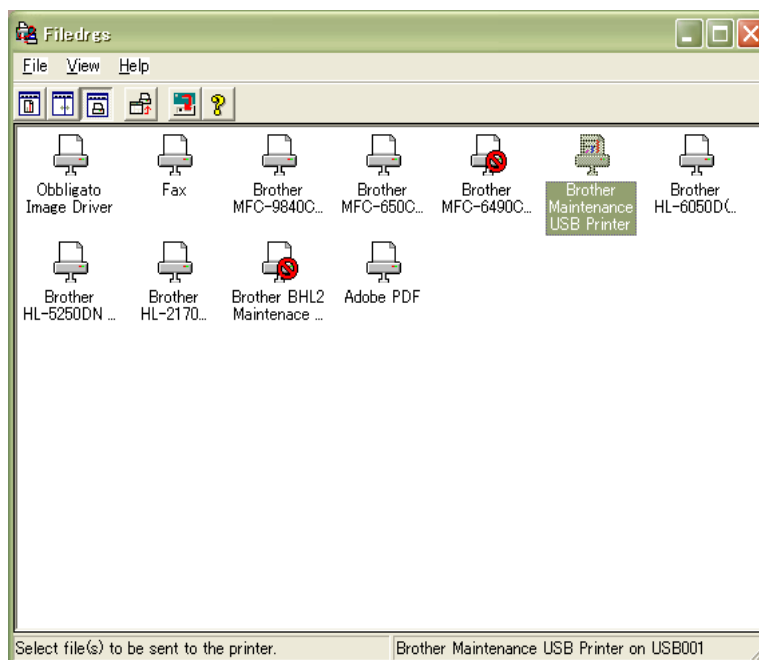 Filedrgs
File View Help
Obbligato
Image Driver
Fax
Brother
MFC-9840C...
Brother
MFC-650C...
Brother
MFC-6490C...
Brother
Maintenance
USB Printer
Brother
HL-6050D(...
Brother
HL-5250DN ...
Brother
HL-2170...
Brother BHL2
Maintenace ...
Adobe PDF
Select file(s) to be sent to the printer.
Brother Maintenance USB Printer on USB001